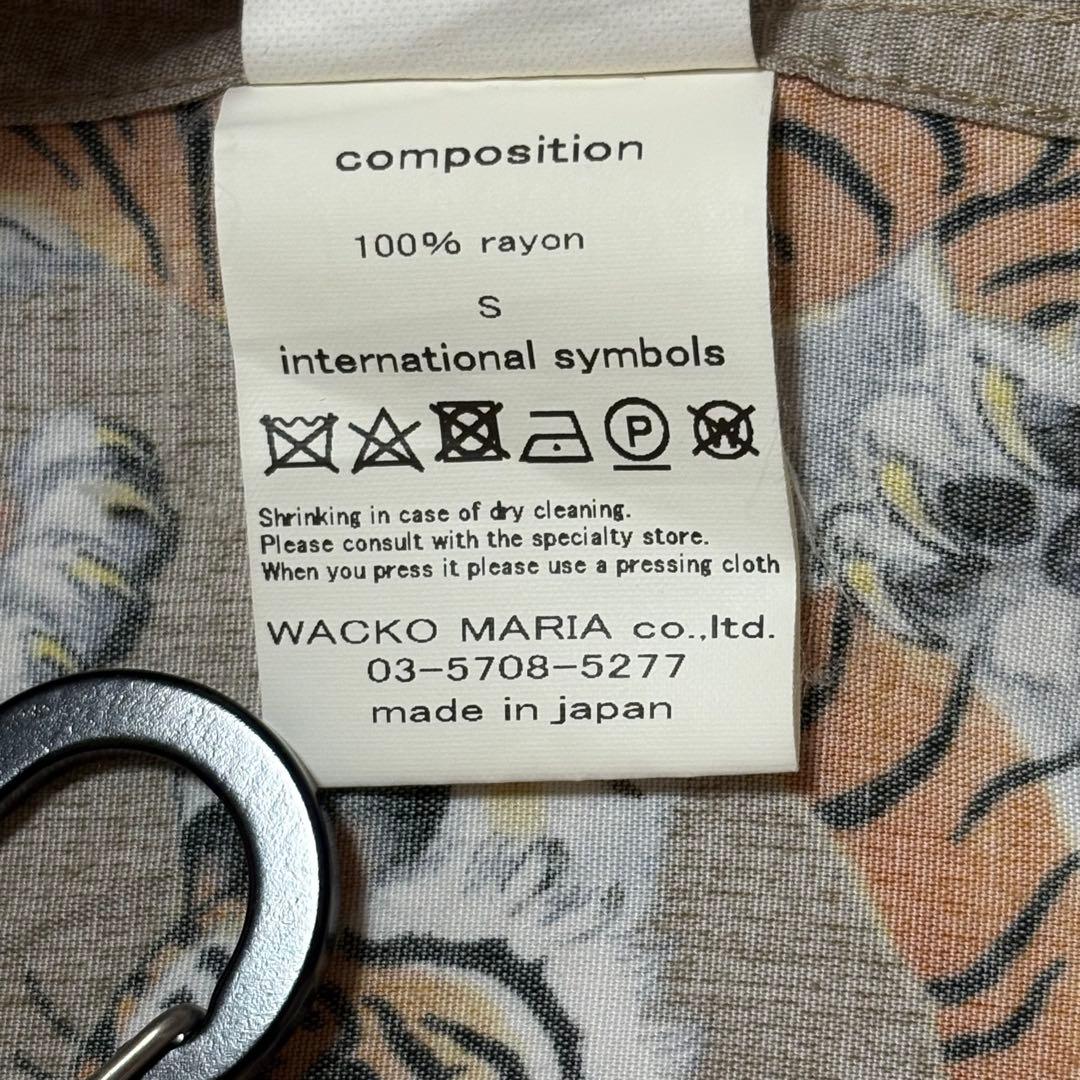 composition
100% rayon
S
international symbols
P W
Shrinking in case of dry cleaning.
Please consult with the specialty store.
When you press it please use a pressing cloth
WACKO MARIA co.,ltd.
03-5708-5277
made in japan